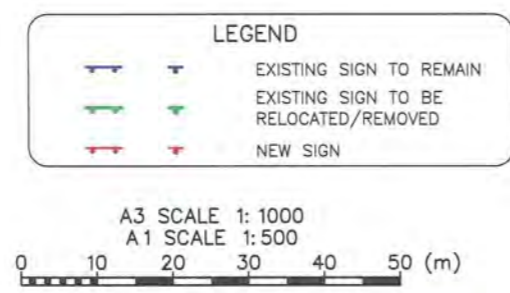 LEGEND
EXISTING SIGN TO REMAIN
EXISTING SIGN TO BE
RELOCATED/REMOVED
NEW SIGN
A3 SCALE 1:1000
A1 SCALE 1:500
0 10 20 30 40 50 (m)